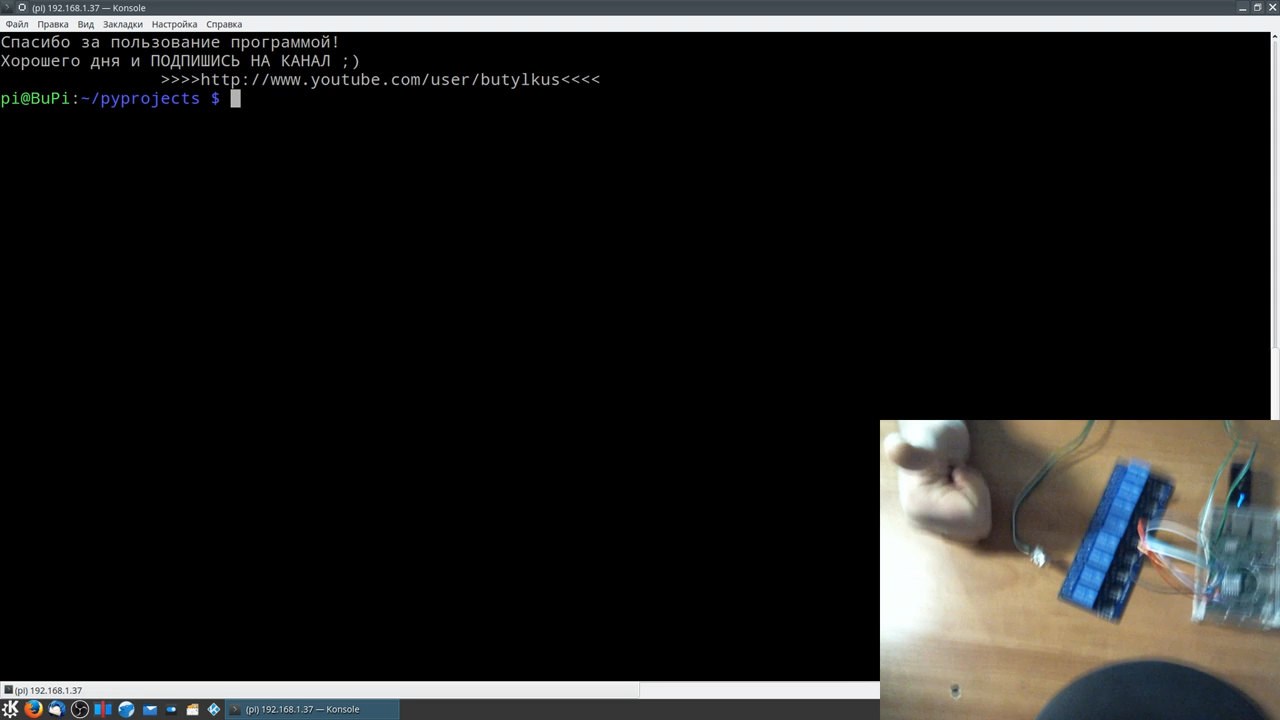 (pi) 192.168.1.37 — Konsole
Файл Правка Вид Закладки Настройка Справка
Спасибо за пользование программой!
Хорошего дня и ПОДПИШИСЬ НА КАНАЛ ;)
>>>>http://www.youtube.com/user/butylkus<<<<
pi@BuPi:~/pyprojects $
(pi) 192.168.1.37
(pi) 192.168.1.37 — Konsole